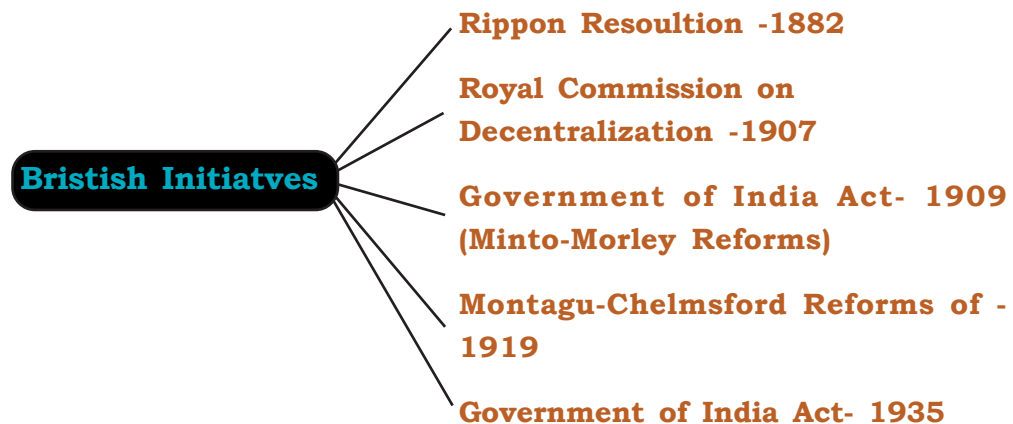 Rippon Resoultion -1882
Royal Commission on
Decentralization -1907
Bristish Initiatves
Government of India Act- 1909
(Minto-Morley Reforms)
Montagu-Chelmsford Reforms of -
1919
Government of India Act- 1935